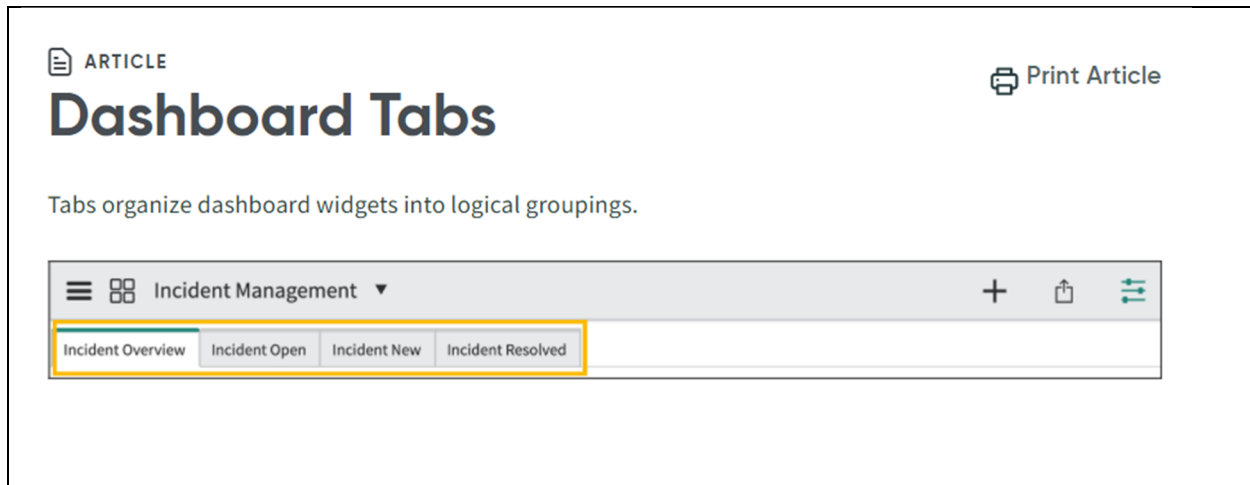 ARTICLE
Print Article
Dashboard Tabs
Tabs organize dashboard widgets into logical groupings.
Incident Management
Incident Overview Incident Open Incident New Incident Resolved